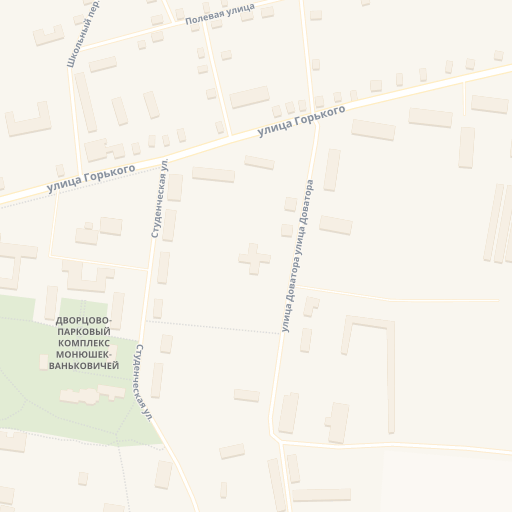 Полевая улица
Школьный пер.
улица Горького
улица Горького
Студенческая ул.
улица Доватора улица Доватора
ДВОРЦОВО-
ПАРКОВЫЙ
КОМПЛЕКС
МОНЮШЕК-
ВАНЬКОВИЧЕЙ
Студенческая ул.